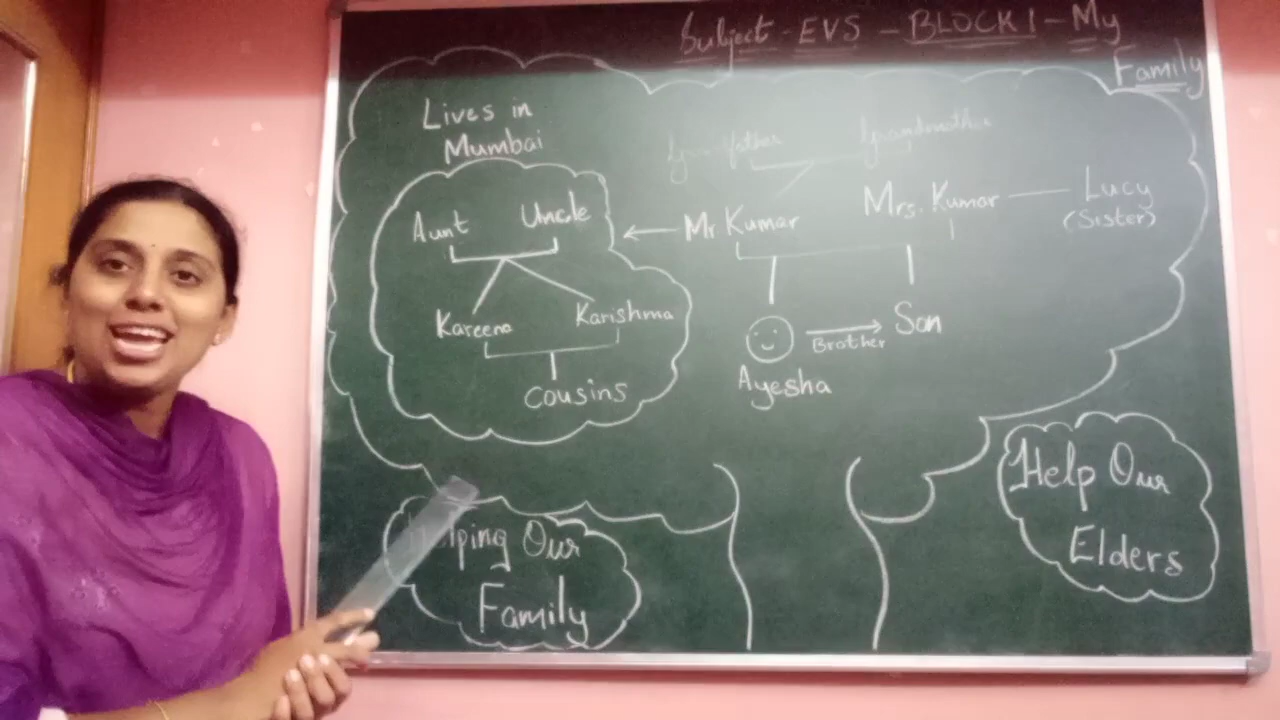 Subject - EVS - BLOCK 1 - My
Family
Lives in
Mumbai
Grandfather
Grandmother
Aunt
Uncle
Mr Kumar
Mrs. Kumar
Lucy
(Sister)
Kareena
Karishma
Brother
Son
cousins
Ayesha
Help Our
Elders
Helping Our
Family